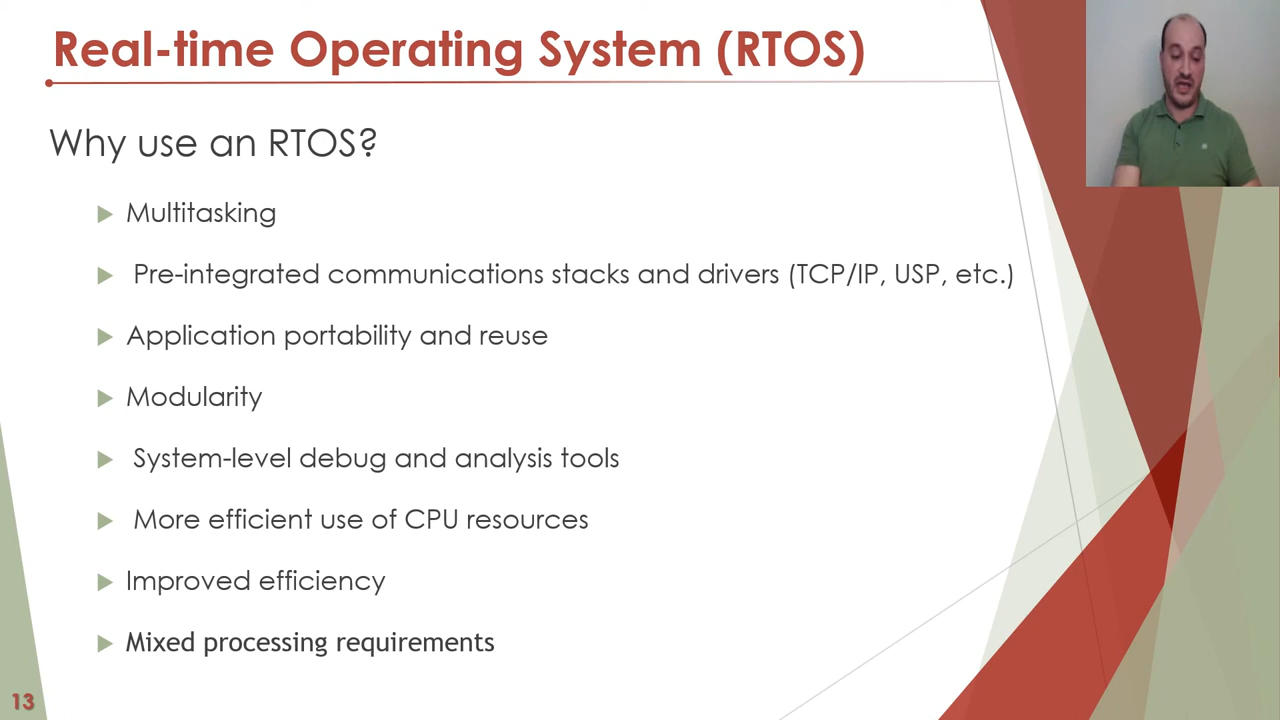 Real-time Operating System (RTOS)
Why use an RTOS?
Multitasking
Pre-integrated communications stacks and drivers (TCP/IP, USP, etc.)
Application portability and reuse
Modularity
System-level debug and analysis tools
More efficient use of CPU resources
Improved efficiency
Mixed processing requirements
13